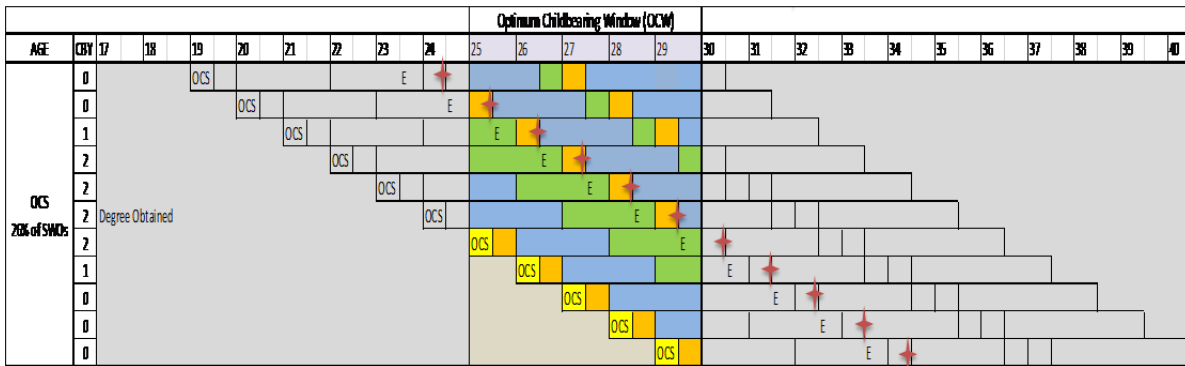 Optimum Childbearing Window (OCW)
AGE CBY 17 18 19 20 21 22 23 24 25 26 27 28 29 30 31 32 33 34 35 36 37 38 39 40
0 OCS E
0 OCS E
1 OCS E
2 OCS E
2 OCS E
OCS
26% of SWOs
2 Degree Obtained OCS E
2 OCS E
1 OCS E
0 OCS E
0 OCS E
0 OCS E